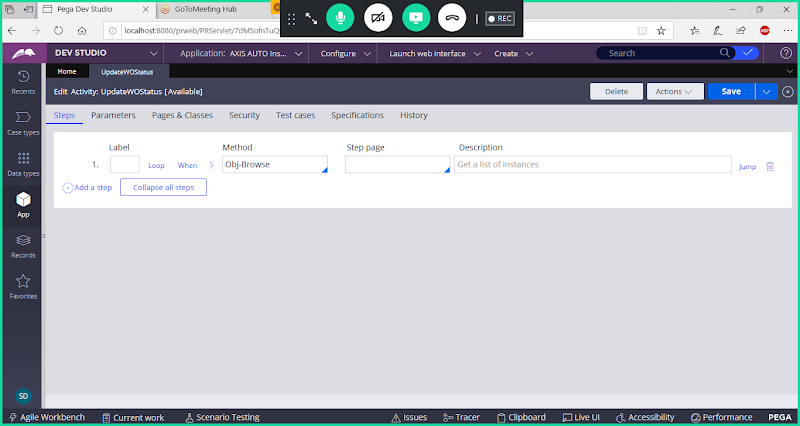 Pega Dev Studio
GoToMeeting Hub
REC
localhost:8080/prweb/PRServlet/7dMSofnTuQ
DEV STUDIO
Application: AXIS AUTO Ins...
Configure
Launch web interface
Create
Search
Recents
Case types
Data types
App
Records
Favorites
SD
Home
UpdateWOStatus
Edit Activity: UpdateWOStatus [Available]
Delete
Actions
Save
Steps Parameters Pages & Classes Security Test cases Specifications History
Label Method Step page Description
1. Loop When Obj-Browse Get a list of instances Jump
Add a step Collapse all steps
Agile Workbench Current work Scenario Testing Issues Tracer Clipboard Live UI Accessibility Performance PEGA